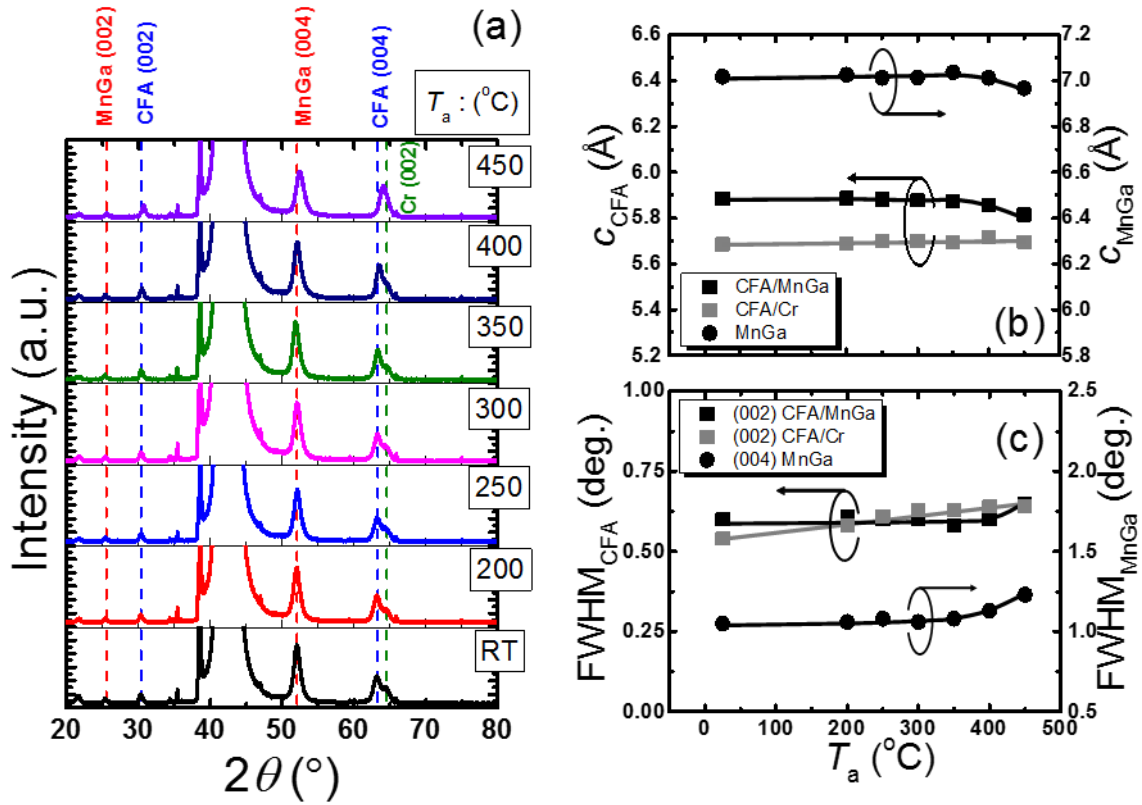 MnGa (002)
CFA (002)
MnGa (004)
CFA (004)
Cr (002)
(a)
Tₐ : (°C)
450
400
350
300
250
200
RT
Intensity (a.u.)
20 30 40 50 60 70 80
2θ (°)
6.6
6.4
6.2
6.0
5.8
5.6
5.4
5.2
c_CFA (Å)
7.2
7.0
6.8
6.6
6.4
6.2
6.0
5.8
c_MnGa (Å)
CFA/MnGa
CFA/Cr
MnGa
(b)
1.00
0.75
0.50
0.25
0.00
FWHM_CFA (deg.)
2.5
2.0
1.5
1.0
0.5
FWHM_MnGa (deg.)
(002) CFA/MnGa
(002) CFA/Cr
(004) MnGa
(c)
0 100 200 300 400 500
Tₐ (°C)